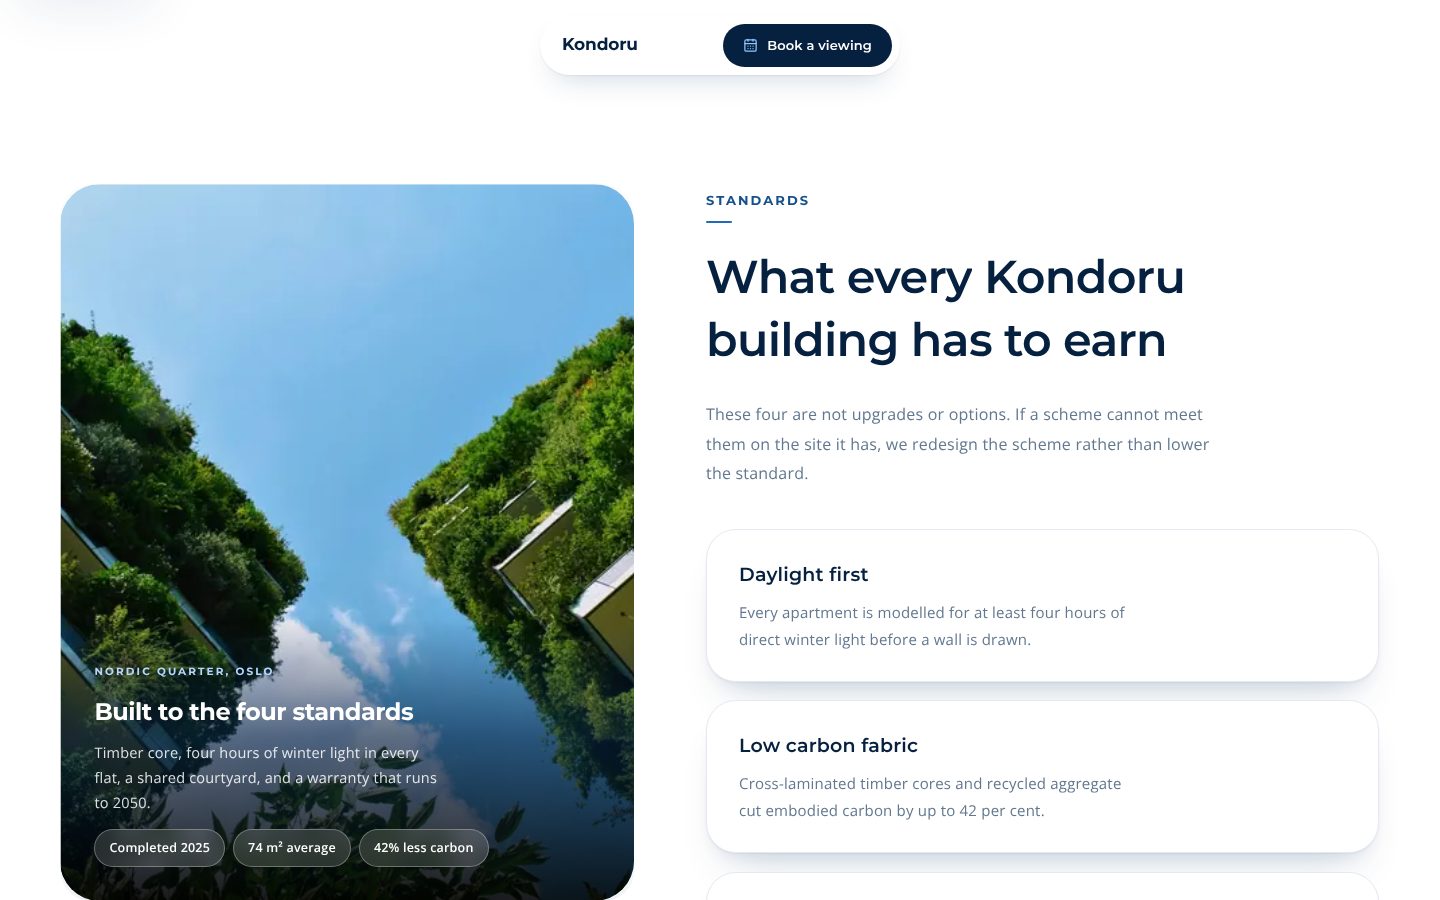 Kondoru
Book a viewing
NORDIC QUARTER, OSLO
Built to the four standards
Timber core, four hours of winter light in every
flat, a shared courtyard, and a warranty that runs
to 2050.
Completed 2025
74 m² average
42% less carbon
STANDARDS
What every Kondoru
building has to earn
These four are not upgrades or options. If a scheme cannot meet
them on the site it has, we redesign the scheme rather than lower
the standard.
Daylight first
Every apartment is modelled for at least four hours of
direct winter light before a wall is drawn.
Low carbon fabric
Cross-laminated timber cores and recycled aggregate
cut embodied carbon by up to 42 per cent.